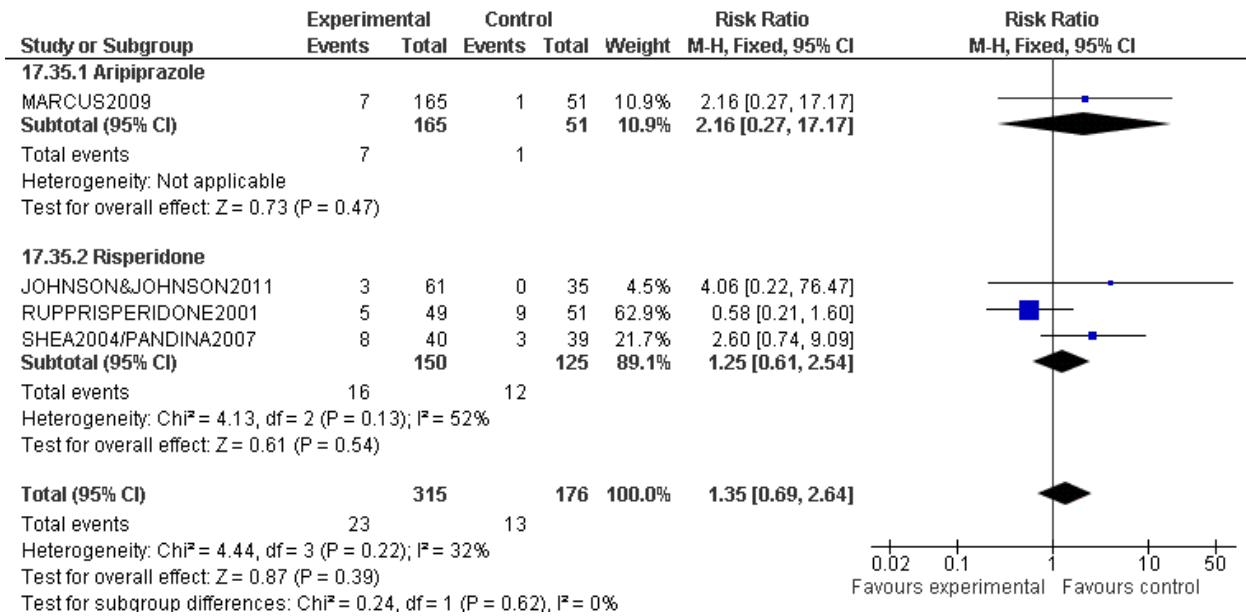 Experimental Control Risk Ratio Risk Ratio
Study or Subgroup Events Total Events Total Weight M-H, Fixed, 95% CI M-H, Fixed, 95% CI
17.35.1 Aripiprazole
MARCUS2009 7 165 1 51 10.9% 2.16 [0.27, 17.17]
Subtotal (95% CI) 165 51 10.9% 2.16 [0.27, 17.17]
Total events 7 1
Heterogeneity: Not applicable
Test for overall effect: Z = 0.73 (P = 0.47)
17.35.2 Risperidone
JOHNSON&JOHNSON2011 3 61 0 35 4.5% 4.06 [0.22, 76.47]
RUPPRISPERIDONE2001 5 49 9 51 62.9% 0.58 [0.21, 1.60]
SHEA2004/PANDINA2007 8 40 3 39 21.7% 2.60 [0.74, 9.09]
Subtotal (95% CI) 150 125 89.1% 1.25 [0.61, 2.54]
Total events 16 12
Heterogeneity: Chi² = 4.13, df = 2 (P = 0.13); I² = 52%
Test for overall effect: Z = 0.61 (P = 0.54)
Total (95% CI) 315 176 100.0% 1.35 [0.69, 2.64]
Total events 23 13
Heterogeneity: Chi² = 4.44, df = 3 (P = 0.22); I² = 32%
Test for overall effect: Z = 0.87 (P = 0.39)
Test for subgroup differences: Chi² = 0.24, df = 1 (P = 0.62), I² = 0%
0.02 0.1 1 10 50
Favours experimental Favours control